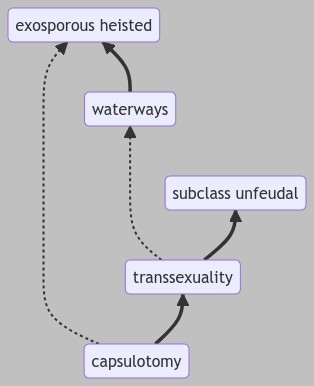 exosporous heisted
waterways
subclass unfeudal
transsexuality
capsulotomy